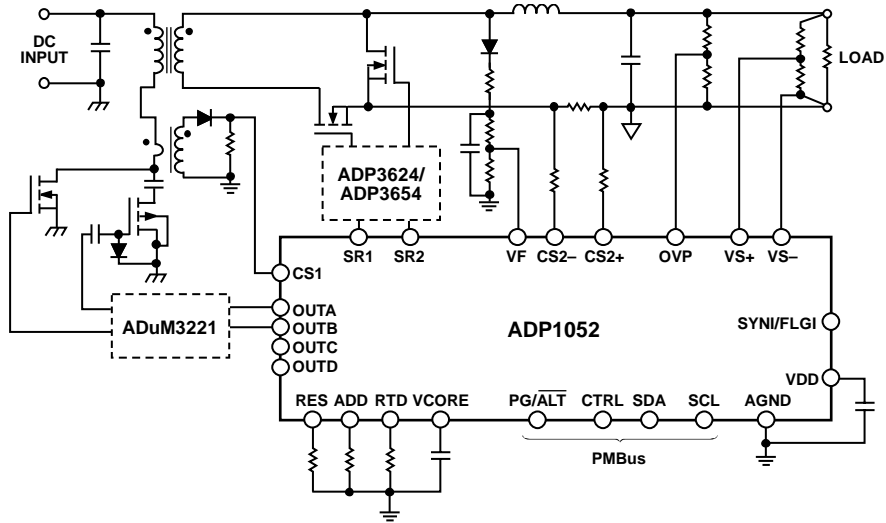 DC
INPUT
LOAD
ADP3624/
ADP3654
SR1 SR2 VF CS2– CS2+ OVP VS+ VS–
CS1
ADuM3221
OUTA
OUTB
OUTC
OUTD
ADP1052
SYNI/FLGI
VDD
RES ADD RTD VCORE PG/ALT CTRL SDA SCL AGND
PMBus